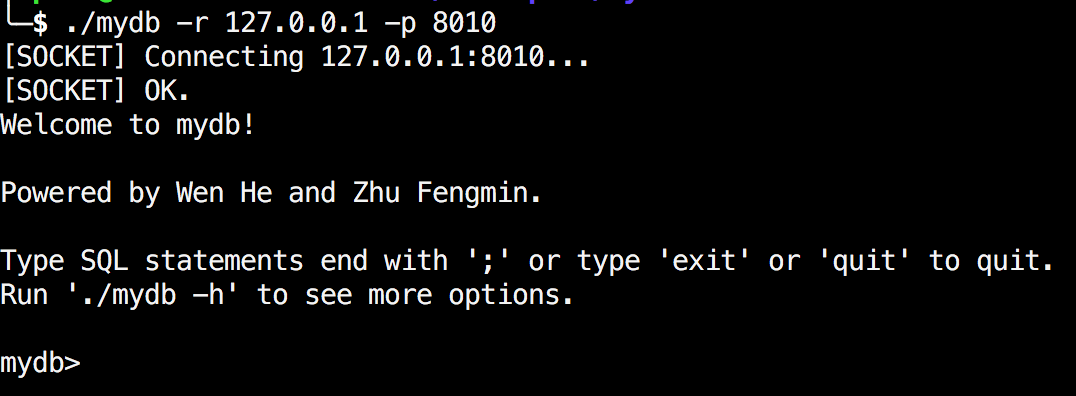 ╰─$ ./mydb -r 127.0.0.1 -p 8010
[SOCKET] Connecting 127.0.0.1:8010...
[SOCKET] OK.
Welcome to mydb!
Powered by Wen He and Zhu Fengmin.
Type SQL statements end with ';' or type 'exit' or 'quit' to quit.
Run './mydb -h' to see more options.
mydb>